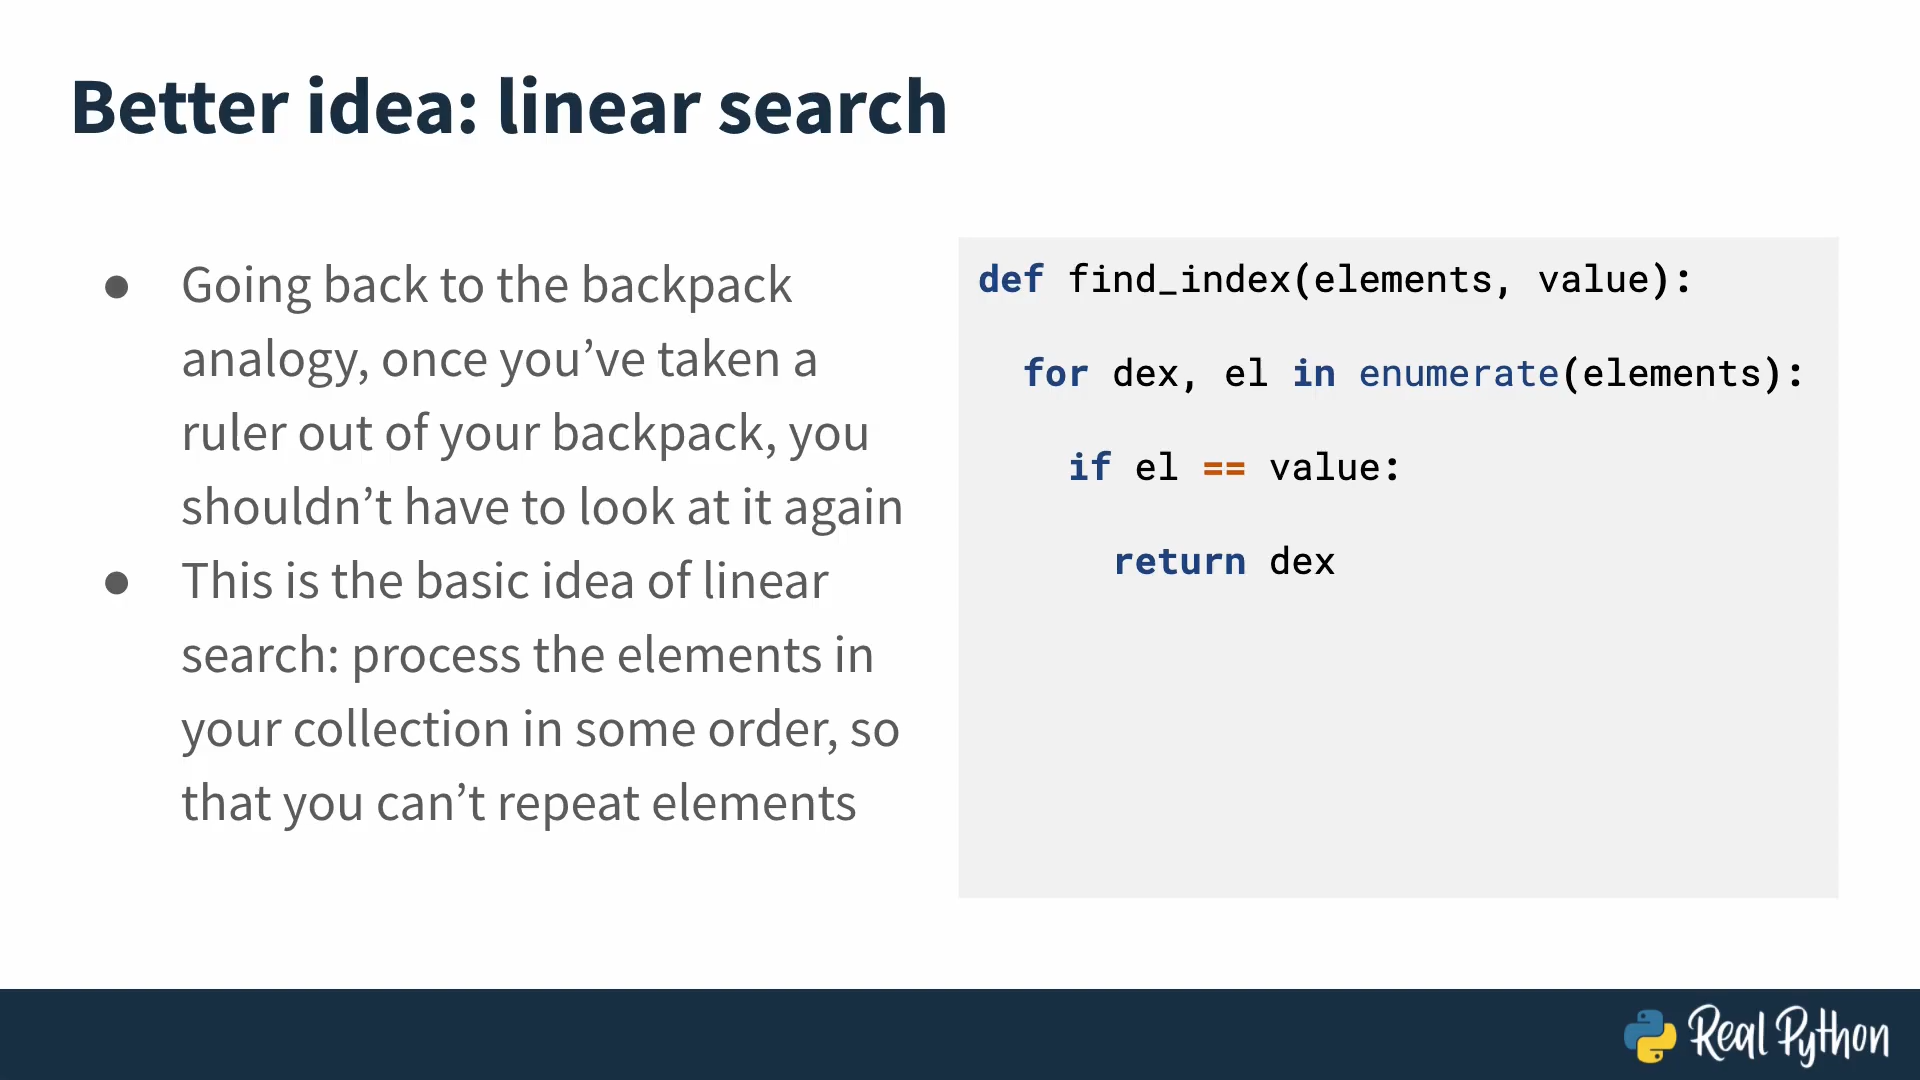 Better idea: linear search
● Going back to the backpack
analogy, once you’ve taken a
ruler out of your backpack, you
shouldn’t have to look at it again
● This is the basic idea of linear
search: process the elements in
your collection in some order, so
that you can’t repeat elements
def find_index(elements, value):
  for dex, el in enumerate(elements):
    if el == value:
      return dex
Real Python